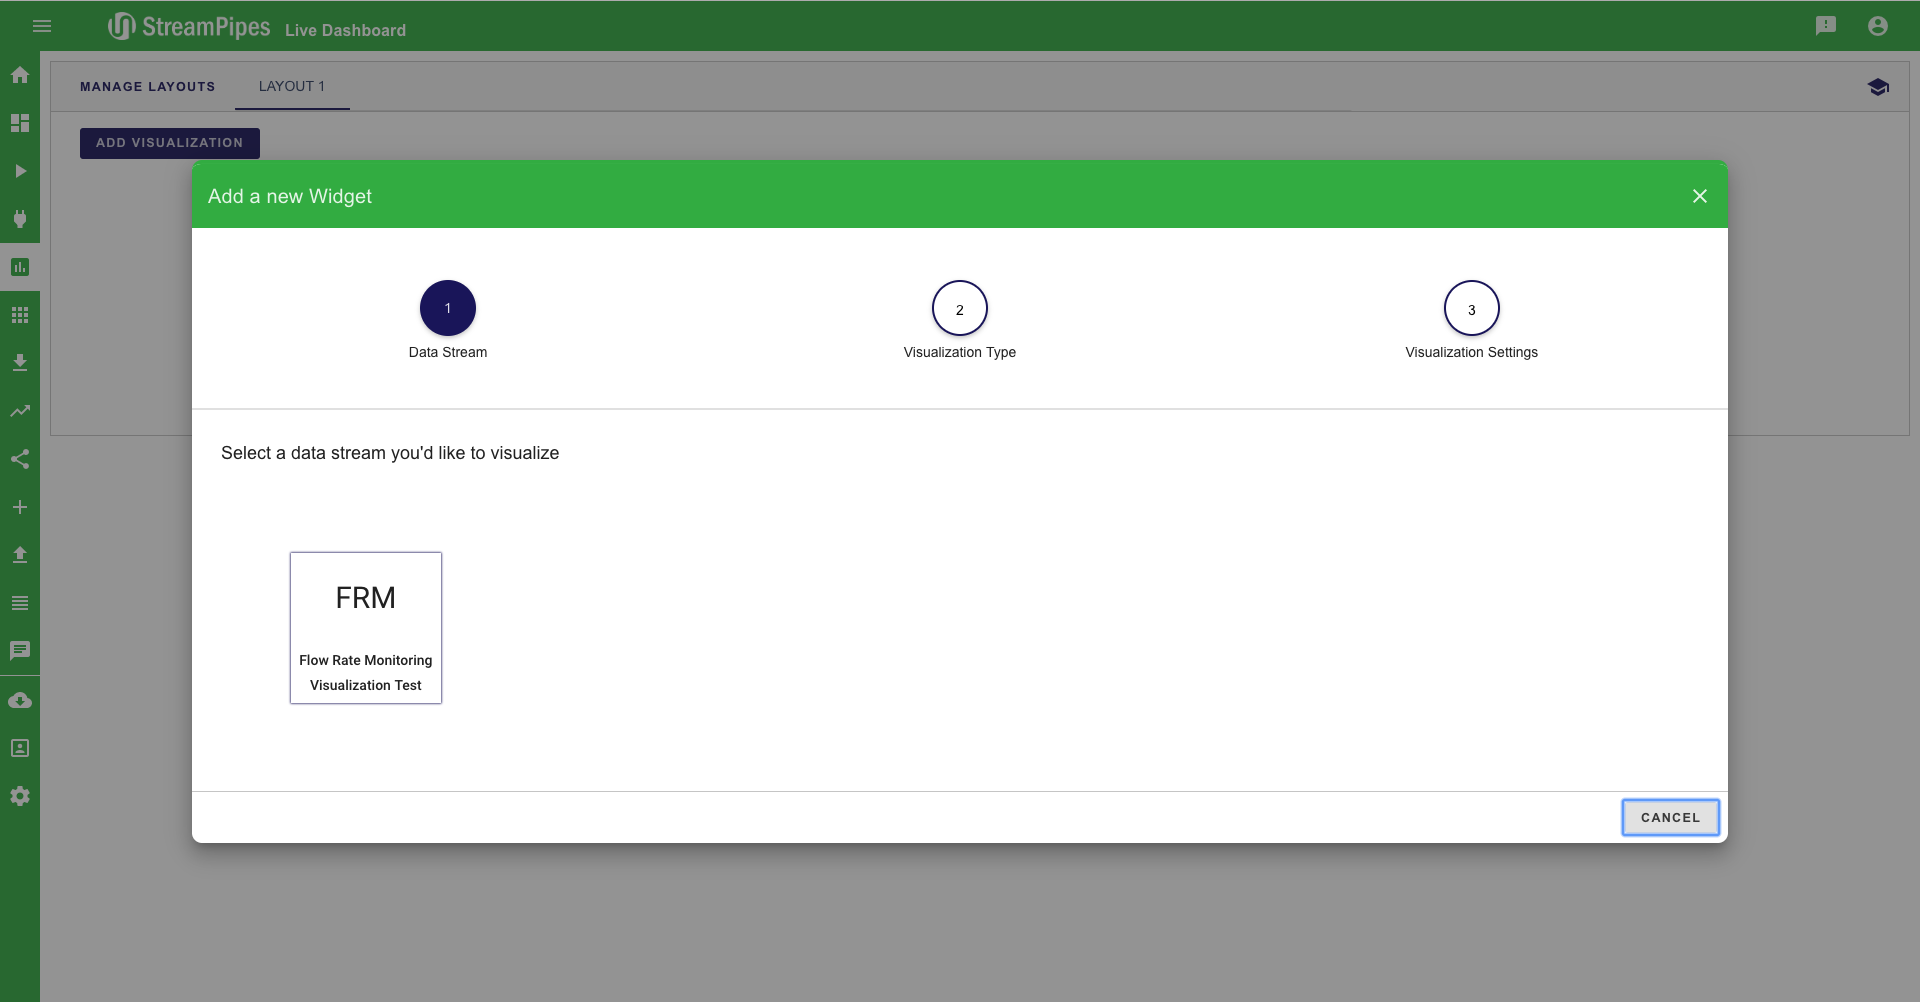 StreamPipes Live Dashboard
MANAGE LAYOUTS LAYOUT 1
ADD VISUALIZATION
Add a new Widget
1 2 3
Data Stream Visualization Type Visualization Settings
Select a data stream you'd like to visualize
FRM
Flow Rate Monitoring
Visualization Test
CANCEL